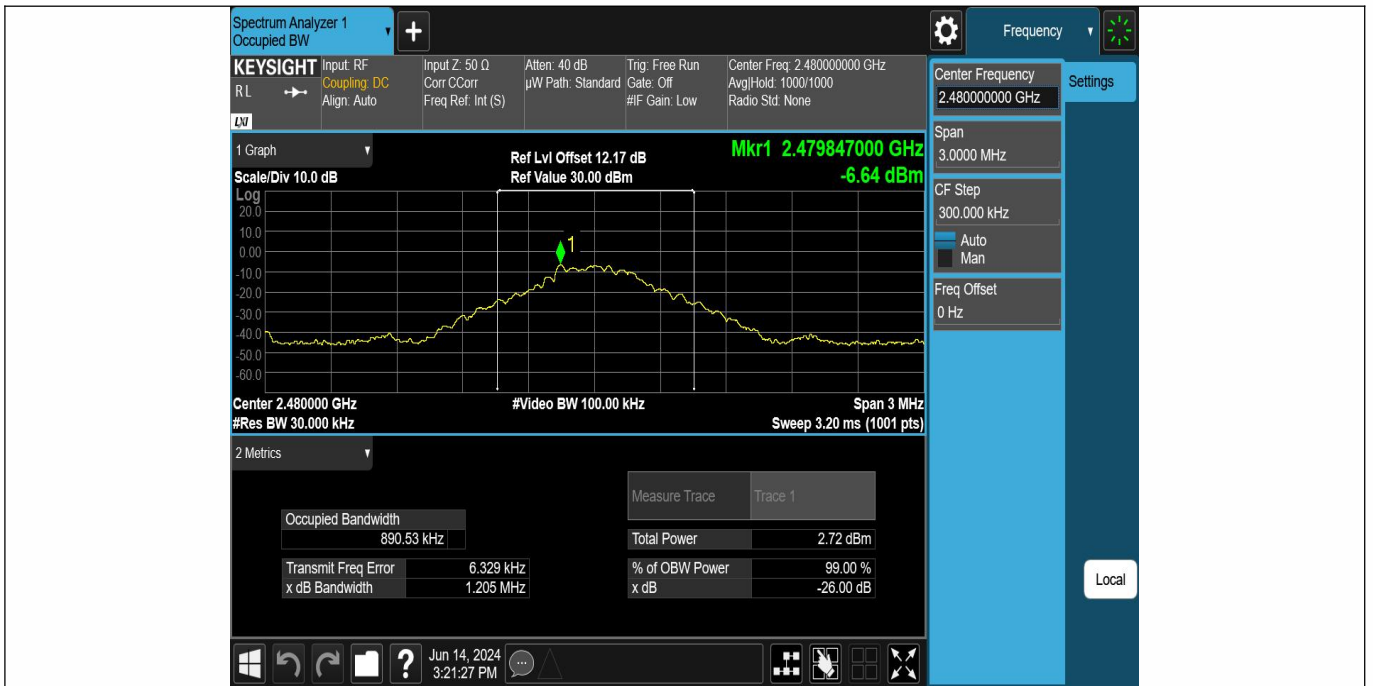 Spectrum Analyzer 1
Occupied BW
+
Frequency
KEYSIGHT
RL
LXI
Input: RF
Coupling: DC
Align: Auto
Input Z: 50 Ω
Corr CCorr
Freq Ref: Int (S)
Atten: 40 dB
µW Path: Standard
Trig: Free Run
Gate: Off
#IF Gain: Low
Center Freq: 2.480000000 GHz
Avg|Hold: 1000/1000
Radio Std: None
Center Frequency
2.480000000 GHz
Settings
Span
3.0000 MHz
CF Step
300.000 kHz
Auto
Man
Freq Offset
0 Hz
Local
1 Graph
Scale/Div 10.0 dB
Ref Lvl Offset 12.17 dB
Ref Value 30.00 dBm
Mkr1 2.479847000 GHz
-6.64 dBm
Log
20.0
10.0
0.00
-10.0
-20.0
-30.0
-40.0
-50.0
-60.0
1
Center 2.480000 GHz
#Res BW 30.000 kHz
#Video BW 100.00 kHz
Span 3 MHz
Sweep 3.20 ms (1001 pts)
2 Metrics
Measure Trace Trace 1
Occupied Bandwidth
890.53 kHz
Total Power 2.72 dBm
Transmit Freq Error 6.329 kHz
% of OBW Power 99.00 %
x dB Bandwidth 1.205 MHz
x dB -26.00 dB
?
Jun 14, 2024
3:21:27 PM